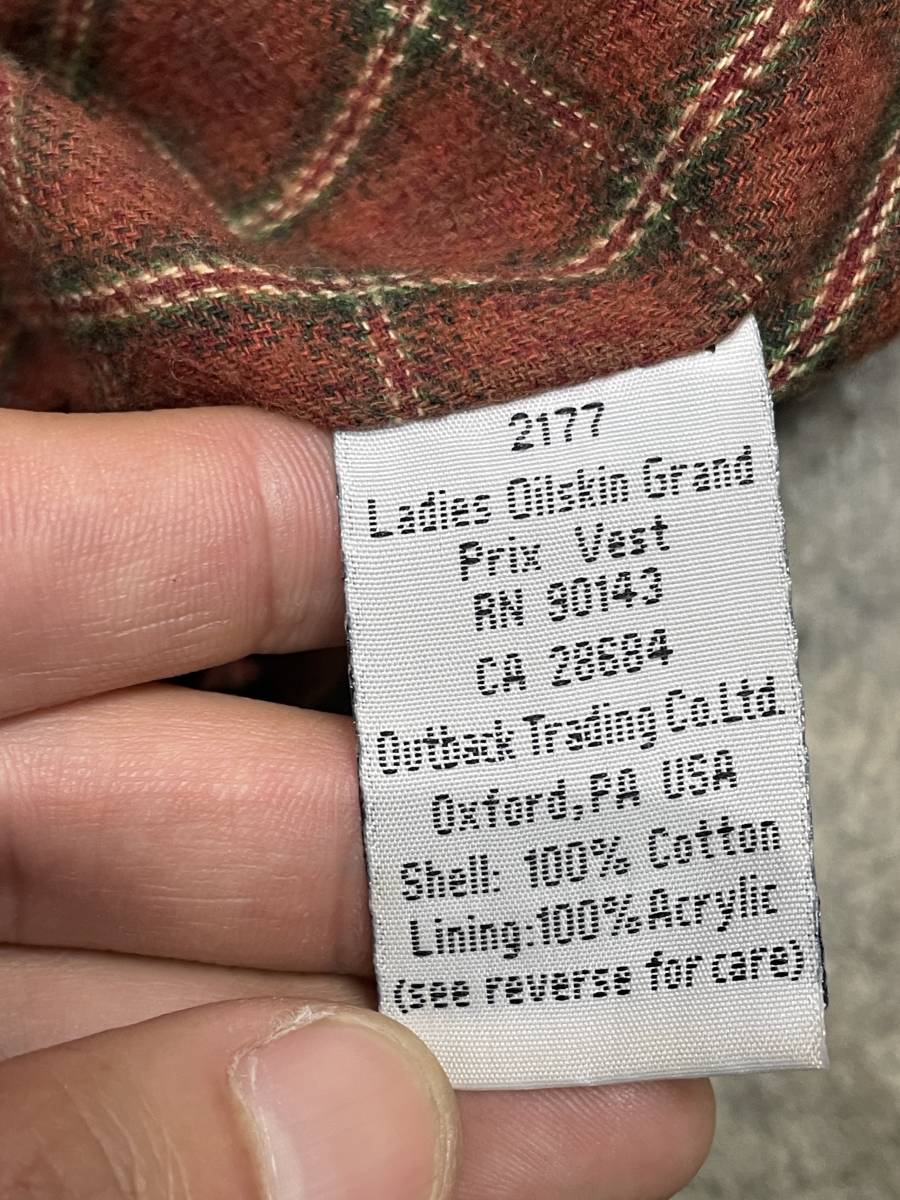 2177
Ladies Oilskin Grand
Prix Vest
RN 90143
CA 28684
Outback Trading Co.Ltd.
Oxford,PA USA
Shell: 100% Cotton
Lining:100%Acrylic
(see reverse for care)